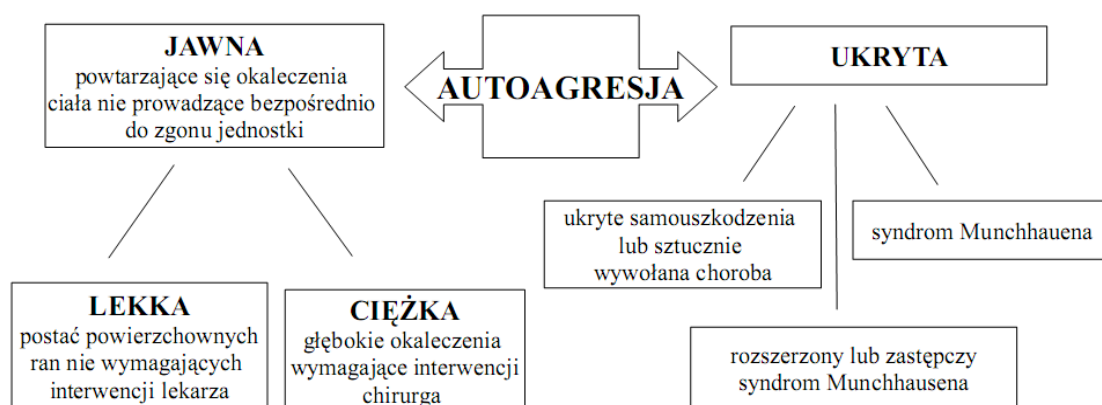 JAWNA
powtarzające się okaleczenia
ciała nie prowadzące bezpośrednio
do zgonu jednostki
AUTOAGRESJA
UKRYTA
ukryte samouszkodzenia
lub sztucznie
wywołana choroba
syndrom Munchhauena
LEKKA
postać powierzchownych
ran nie wymagających
interwencji lekarza
CIĘŻKA
głębokie okaleczenia
wymagające interwencji
chirurga
rozszerzony lub zastępczy
syndrom Munchhausena